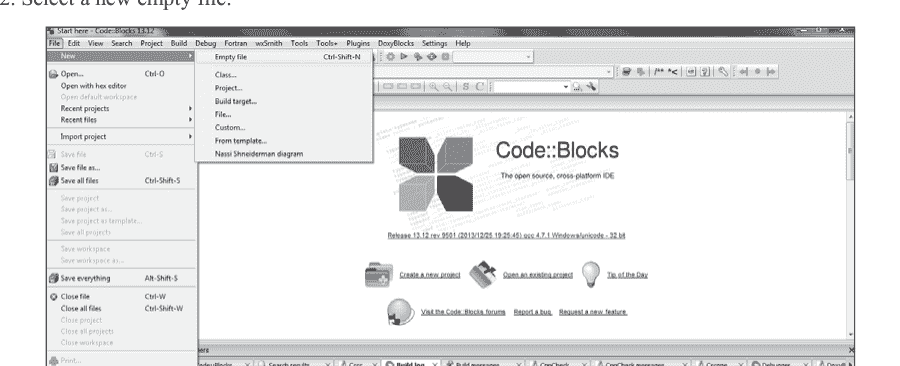 2. Select a new empty file.
Start here - Code::Blocks 13.12
File Edit View Search Project Build Debug Fortran wxSmith Tools Tools+ Plugins DoxyBlocks Settings Help
New
Empty file Ctrl-Shift-N
Class...
Project...
Build target...
File...
Custom...
From template...
Nassi Shneiderman diagram
Open... Ctrl-O
Open with hex editor
Open default workspace
Recent projects
Recent files
Import project
Save file Ctrl-S
Save file as...
Save all files Ctrl-Shift-S
Save project
Save project as...
Save project as template...
Save all projects
Save workspace
Save workspace as...
Save everything Alt-Shift-S
Close file Ctrl-W
Close all files Ctrl-Shift-W
Close project
Close all projects
Close workspace
Print...
/** *<
S C
Code::Blocks
The open source, cross-platform IDE
Release 13.12 rev 9501 (2013/12/25 19:25:45) gcc 4.7.1 Windows/unicode - 32 bit
Create a new project Open an existing project Tip of the Day
Visit the Code::Blocks forums Report a bug Request a new feature
Search results Build log Build messages CppCheck CppCheck messages Debugger